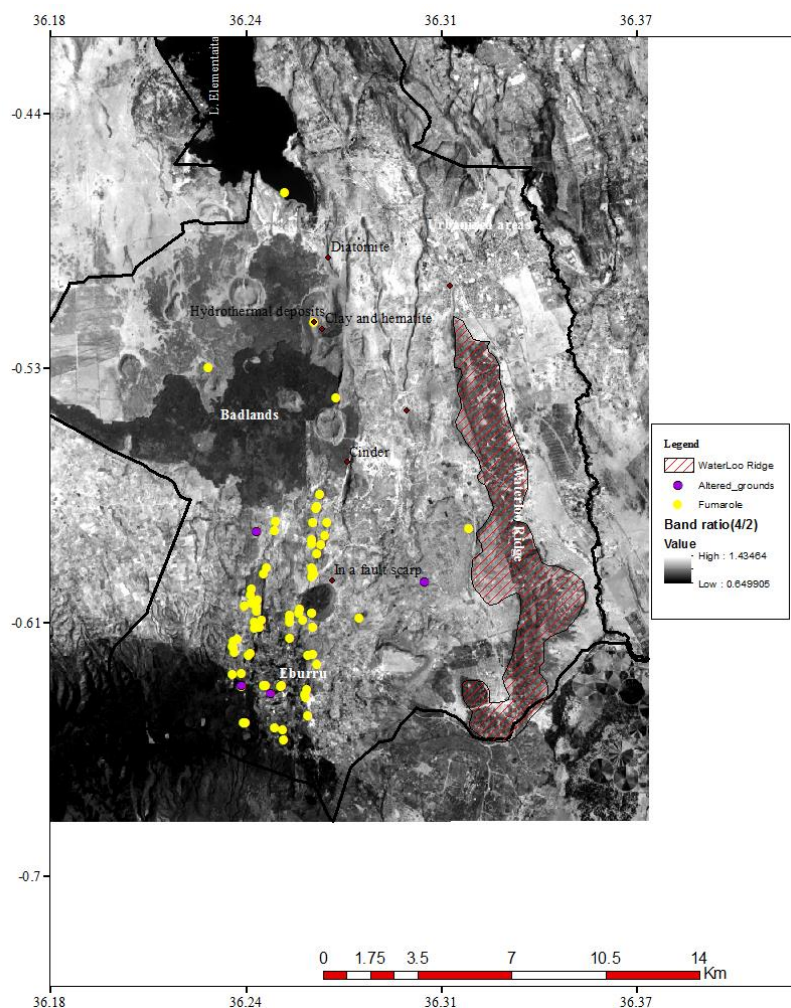 36.18 36.24 36.31 36.37
-0.44
L. Elementaita
Urbanised areas
Diatomite
Hydrothermal deposits
Clay and hematite
-0.53
Badlands
Cinder
Waterloo Ridge
In a fault scarp
-0.61
Eburru
-0.7
Legend
WaterLoo Ridge
Altered_grounds
Fumarole
Band ratio(4/2)
Value
High : 1.43464
Low : 0.649905
0 1.75 3.5 7 10.5 14
Km
36.18 36.24 36.31 36.37